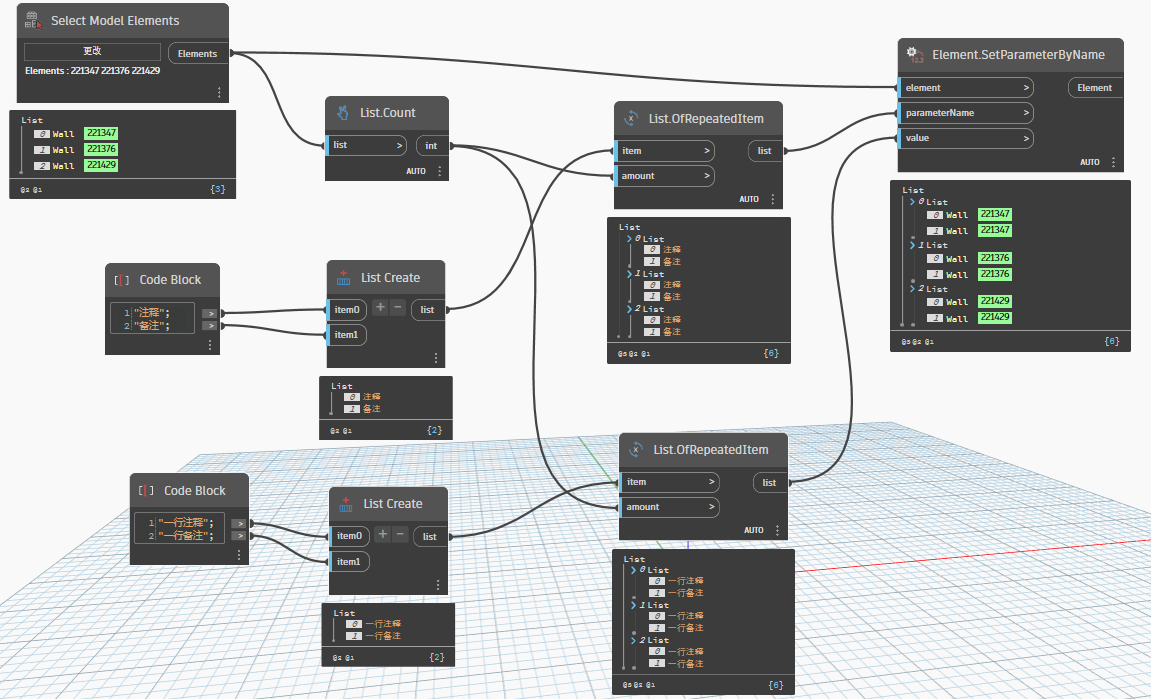 Select Model Elements
更改
Elements
Elements : 221347 221376 221429
List
0 Wall 221347
1 Wall 221376
2 Wall 221429
@2 @1 {3}
List.Count
list >
int
AUTO
Code Block
1 "注释"; >
2 "备注"; >
List Create
item0 + − list
item1
List
0 注释
1 备注
@2 @1 {2}
Code Block
1 "一行注释"; >
2 "一行备注"; >
List Create
item0 + − list
item1
List
0 一行注释
1 一行备注
@2 @1 {2}
List.OfRepeatedItem
item > list
amount >
AUTO
List
0 List
0 注释
1 备注
1 List
0 注释
1 备注
2 List
0 注释
1 备注
@3 @2 @1 {6}
List.OfRepeatedItem
item > list
amount >
AUTO
List
0 List
0 一行注释
1 一行备注
1 List
0 一行注释
1 一行备注
2 List
0 一行注释
1 一行备注
@3 @2 @1 {6}
Element.SetParameterByName
element > Element
parameterName >
value >
AUTO
List
0 List
0 Wall 221347
1 Wall 221347
1 List
0 Wall 221376
1 Wall 221376
2 List
0 Wall 221429
1 Wall 221429
@3 @2 @1 {6}